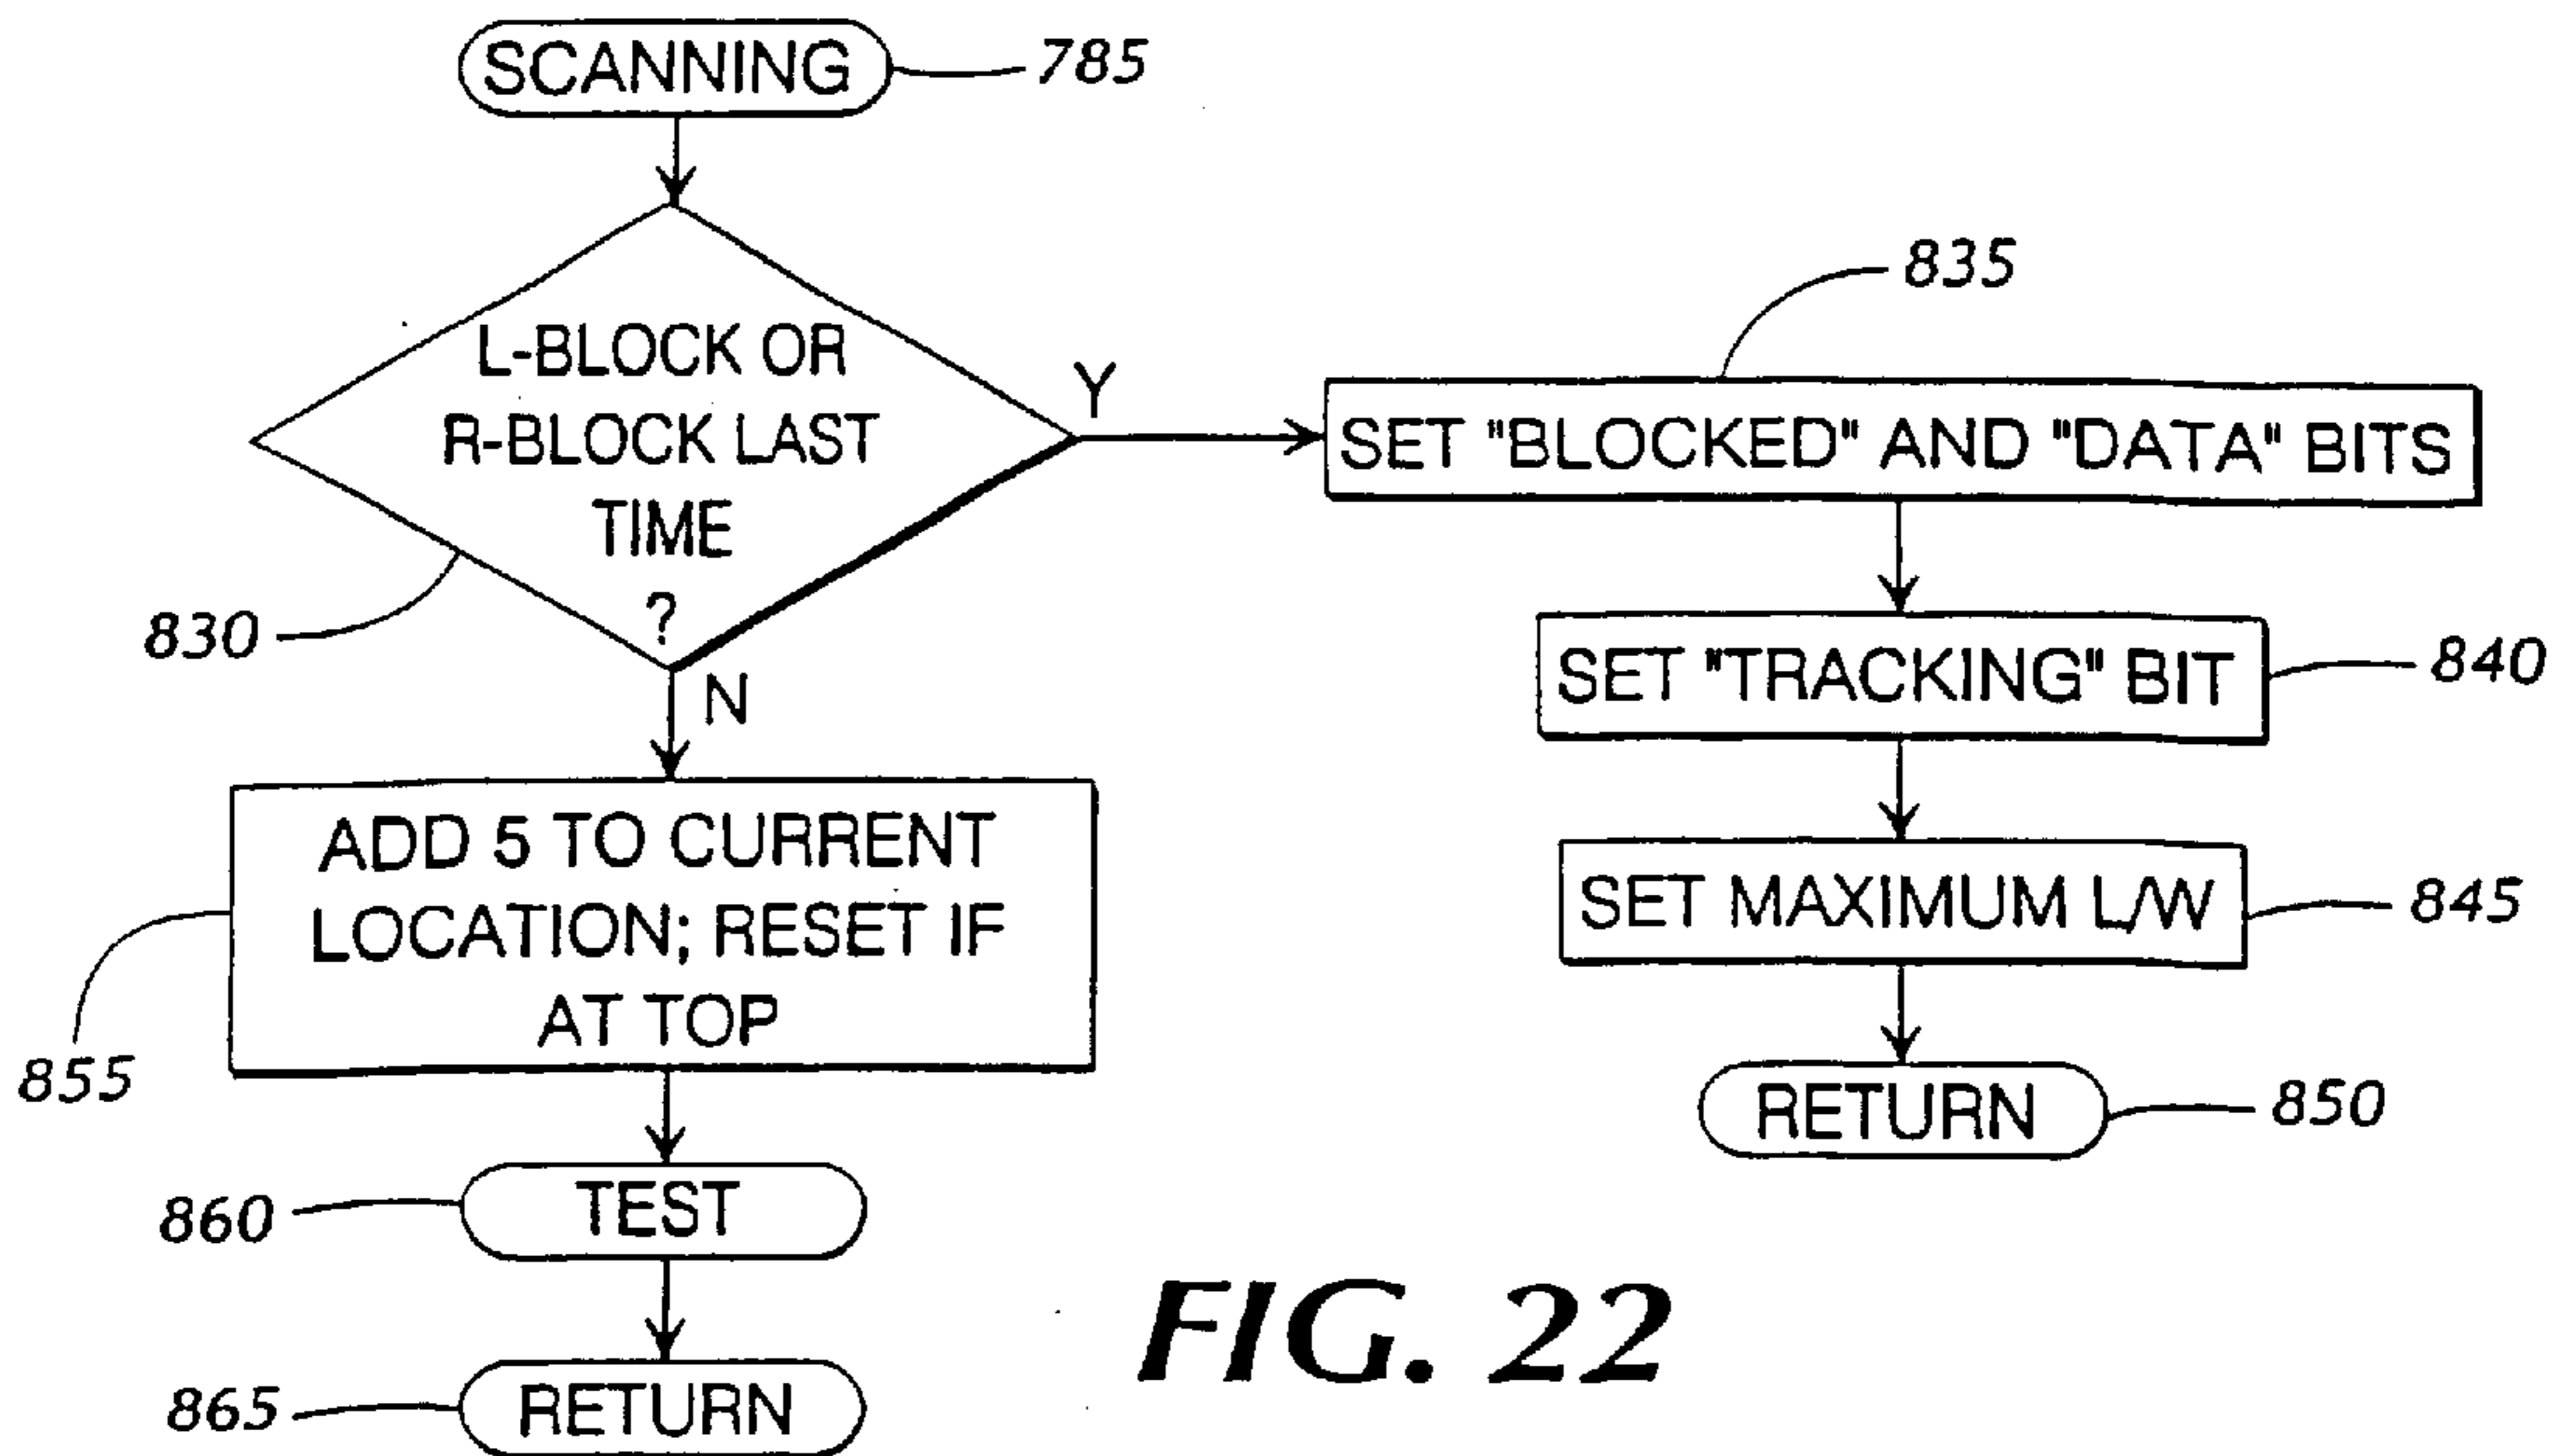 SCANNING
785
L-BLOCK OR
R-BLOCK LAST
TIME
?
830
Y
N
835
SET "BLOCKED" AND "DATA" BITS
SET "TRACKING" BIT
840
SET MAXIMUM L/W
845
RETURN
850
ADD 5 TO CURRENT
LOCATION; RESET IF
AT TOP
855
TEST
860
RETURN
865
FIG. 22